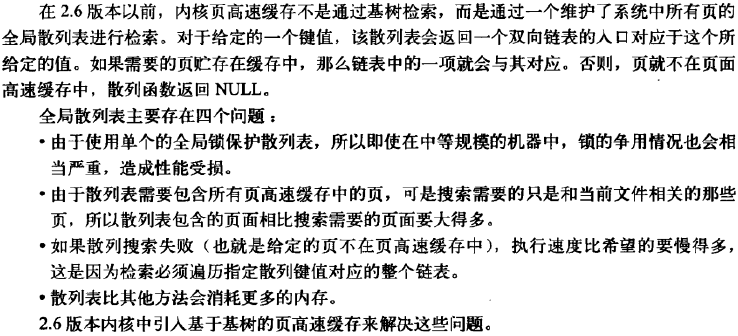 在 2.6 版本以前，内核页高速缓存不是通过基树检索，而是通过一个维护了系统中所有页的
全局散列表进行检索。对于给定的一个键值，该散列表会返回一个双向链表的入口对应于这个所
给定的值。如果需要的页贮存在缓存中，那么链表中的一项就会与其对应。否则，页就不在页面
高速缓存中，散列函数返回 NULL。
全局散列表主要存在四个问题：
• 由于使用单个的全局锁保护散列表，所以即使在中等规模的机器中，锁的争用情况也会相
当严重，造成性能受损。
• 由于散列表需要包含所有页高速缓存中的页，可是搜索需要的只是和当前文件相关的那些
页，所以散列表包含的页面相比搜索需要的页面要大得多。
• 如果散列搜索失败（也就是给定的页不在页高速缓存中），执行速度比希望的要慢得多，
这是因为检索必须遍历指定散列键值对应的整个链表。
• 散列表比其他方法会消耗更多的内存。
2.6 版本内核中引入基于基树的页高速缓存来解决这些问题。